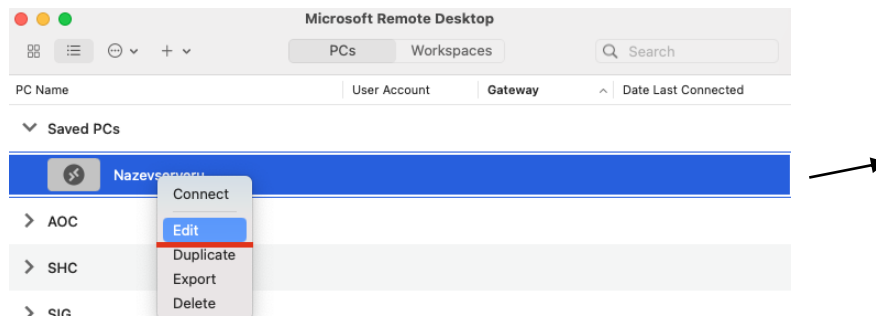 Microsoft Remote Desktop
PCs Workspaces Search
PC Name User Account Gateway Date Last Connected
Saved PCs
Nazevserveru
Connect
AOC
Edit
Duplicate
SHC
Export
Delete
SIG